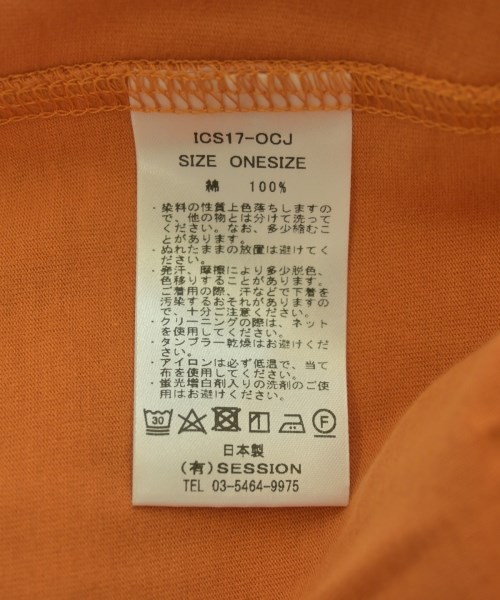 ICS17-OCJ
SIZE ONESIZE
綿 100%
・染料の性質上色落ちしますの
で、他の物とは分けて洗って
ください。なお、多少縮むこ
とがあります。
・ぬれたままの放置は避けてく
ださい。
・発汗、摩擦により多少脱色、
色移りすることがあります。
ご着用の際、汗などで下着を
汚染するおそれがありますの
で、十分ご注意ください。
・クリーニングの際は、ネット
を使用してください。
・タンブラー乾燥はお避けくだ
さい。
・アイロンは必ず低温で、当て
布を使用してください。
・蛍光増白剤入りの洗剤のご使
用はお避けください。
30 F
日本製
(有)SESSION
TEL 03-5464-9975